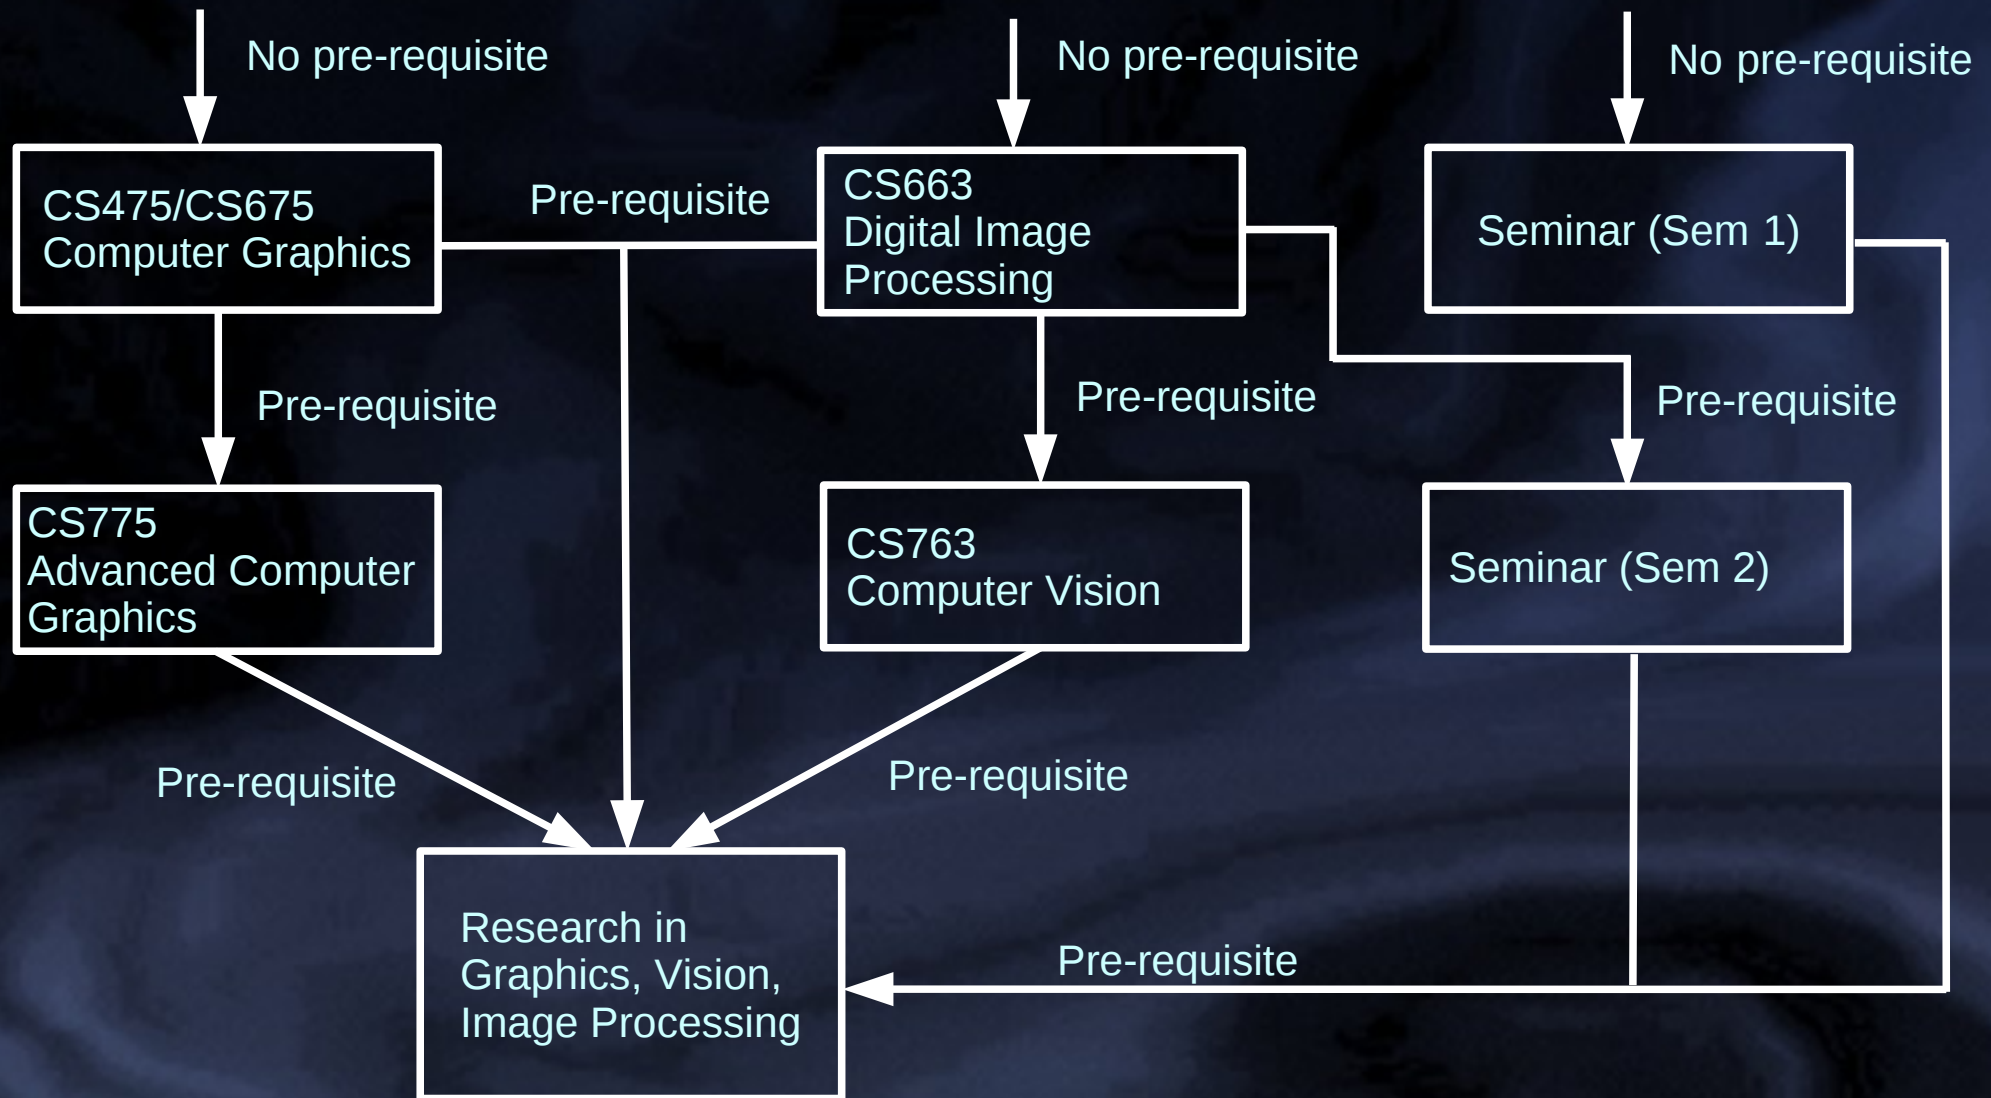 No pre-requisite
No pre-requisite
No pre-requisite
CS475/CS675
Computer Graphics
Pre-requisite
CS663
Digital Image
Processing
Seminar (Sem 1)
Pre-requisite
Pre-requisite
Pre-requisite
CS775
Advanced Computer
Graphics
CS763
Computer Vision
Seminar (Sem 2)
Pre-requisite
Pre-requisite
Research in
Graphics, Vision,
Image Processing
Pre-requisite